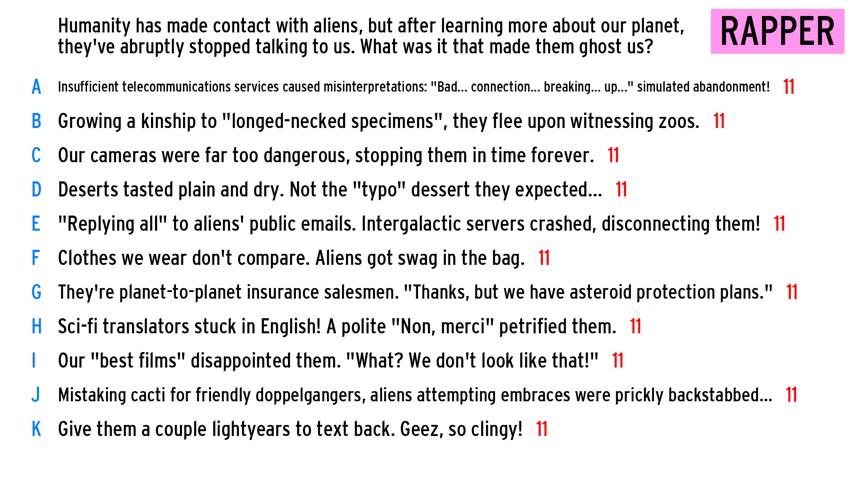 Humanity has made contact with aliens, but after learning more about our planet,
they've abruptly stopped talking to us. What was it that made them ghost us?
RAPPER
A Insufficient telecommunications services caused misinterpretations: "Bad... connection... breaking... up..." simulated abandonment! 11
B Growing a kinship to "longed-necked specimens", they flee upon witnessing zoos. 11
C Our cameras were far too dangerous, stopping them in time forever. 11
D Deserts tasted plain and dry. Not the "typo" dessert they expected... 11
E "Replying all" to aliens' public emails. Intergalactic servers crashed, disconnecting them! 11
F Clothes we wear don't compare. Aliens got swag in the bag. 11
G They're planet-to-planet insurance salesmen. "Thanks, but we have asteroid protection plans." 11
H Sci-fi translators stuck in English! A polite "Non, merci" petrified them. 11
I Our "best films" disappointed them. "What? We don't look like that!" 11
J Mistaking cacti for friendly doppelgangers, aliens attempting embraces were prickly backstabbed... 11
K Give them a couple lightyears to text back. Geez, so clingy! 11